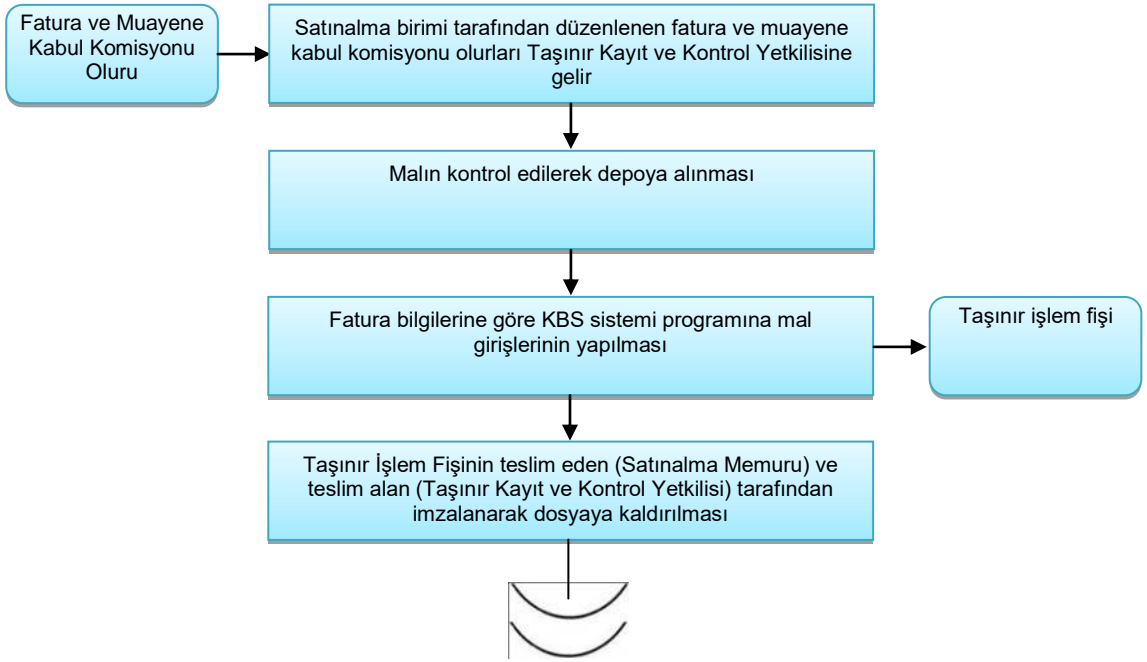 Fatura ve Muayene
Kabul Komisyonu
Oluru
Satınalma birimi tarafından düzenlenen fatura ve muayene
kabul komisyonu olurları Taşınır Kayıt ve Kontrol Yetkilisine
gelir
Malın kontrol edilerek depoya alınması
Fatura bilgilerine göre KBS sistemi programına mal
girişlerinin yapılması
Taşınır işlem fişi
Taşınır İşlem Fişinin teslim eden (Satınalma Memuru) ve
teslim alan (Taşınır Kayıt ve Kontrol Yetkilisi) tarafından
imzalanarak dosyaya kaldırılması